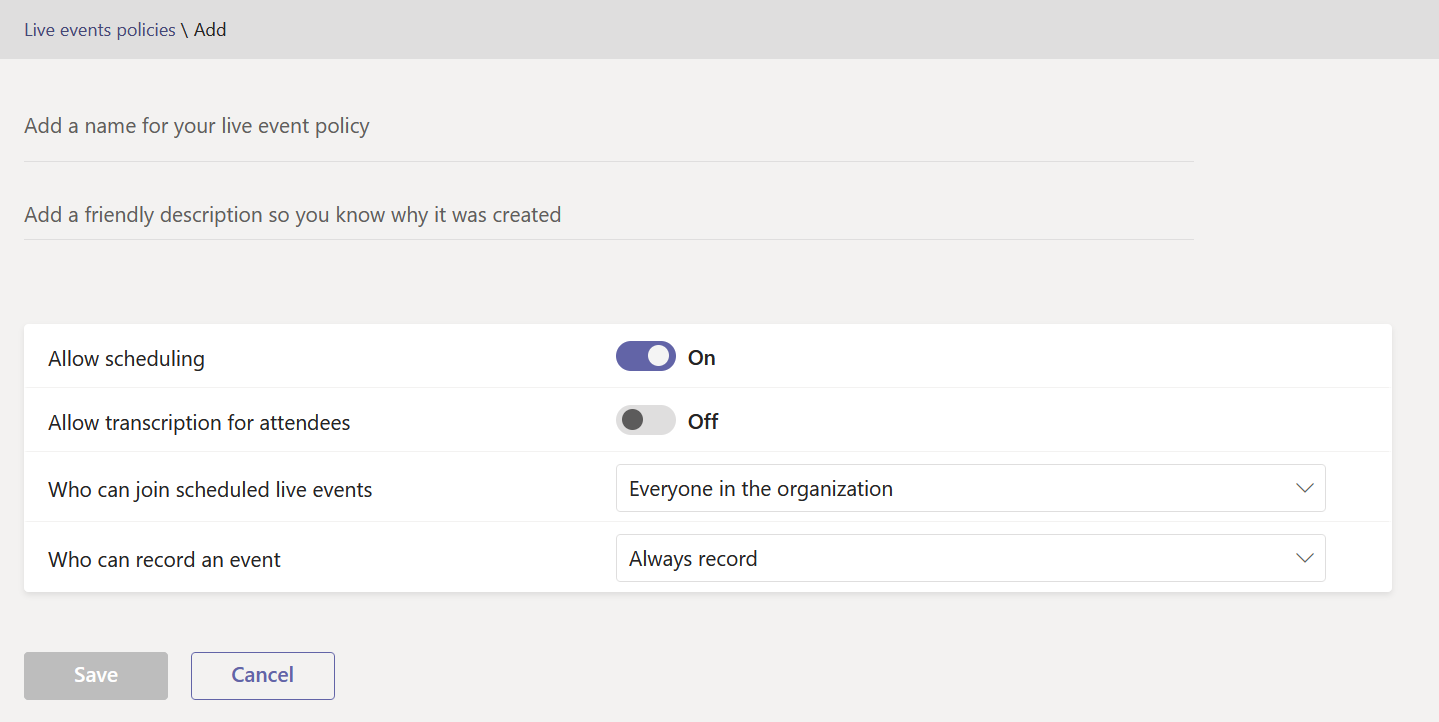 Live events policies \ Add
Add a name for your live event policy
Add a friendly description so you know why it was created
Allow scheduling On
Allow transcription for attendees Off
Who can join scheduled live events Everyone in the organization
Who can record an event Always record
Save Cancel